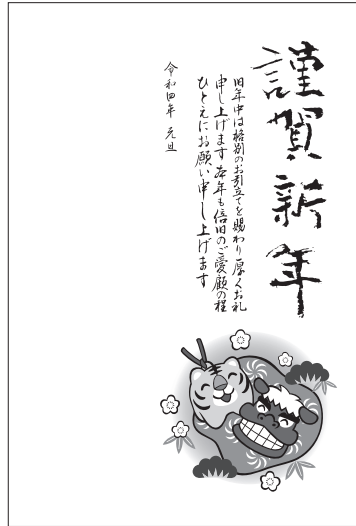 謹賀新年
旧年中は格別のお引立てを賜わり厚くお礼
申し上げます 本年も倍旧のご愛顧の程
ひとえにお願い申し上げます
令和四年 元旦